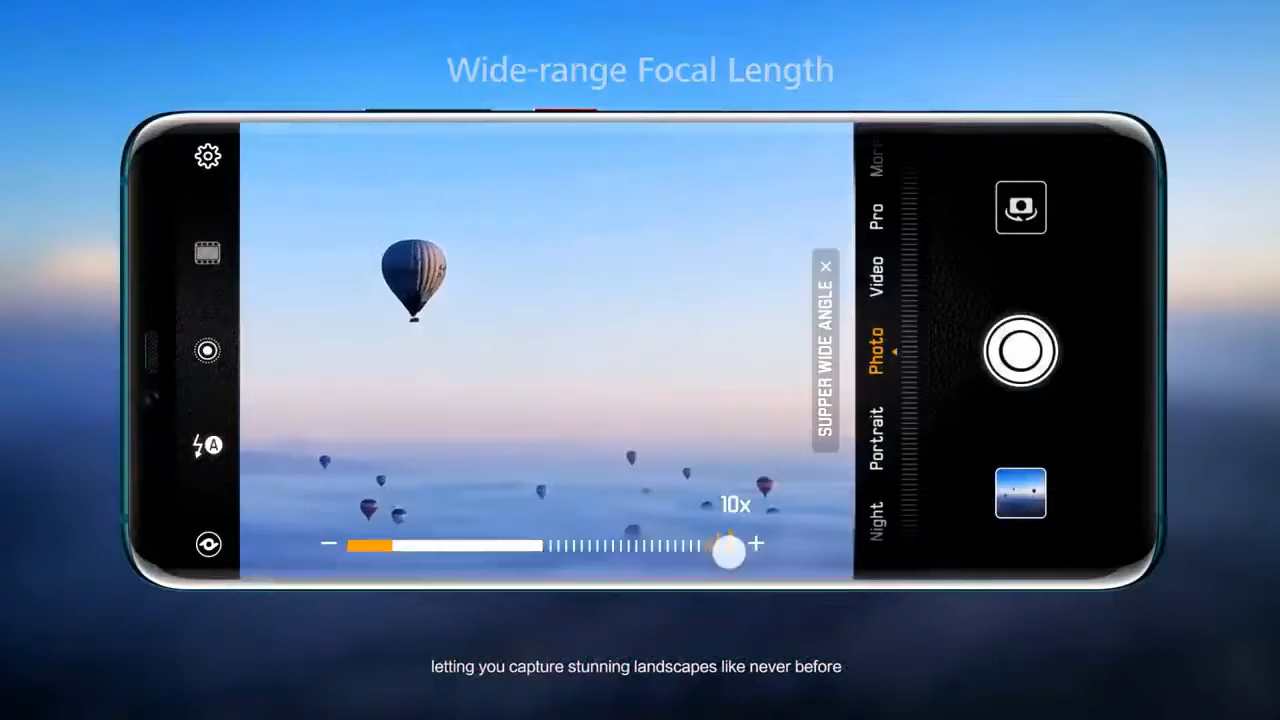 Wide-range Focal Length
More
Pro
Video
Photo
Portrait
Night
SUPPER WIDE ANGLE ×
A
10x
− +
letting you capture stunning landscapes like never before